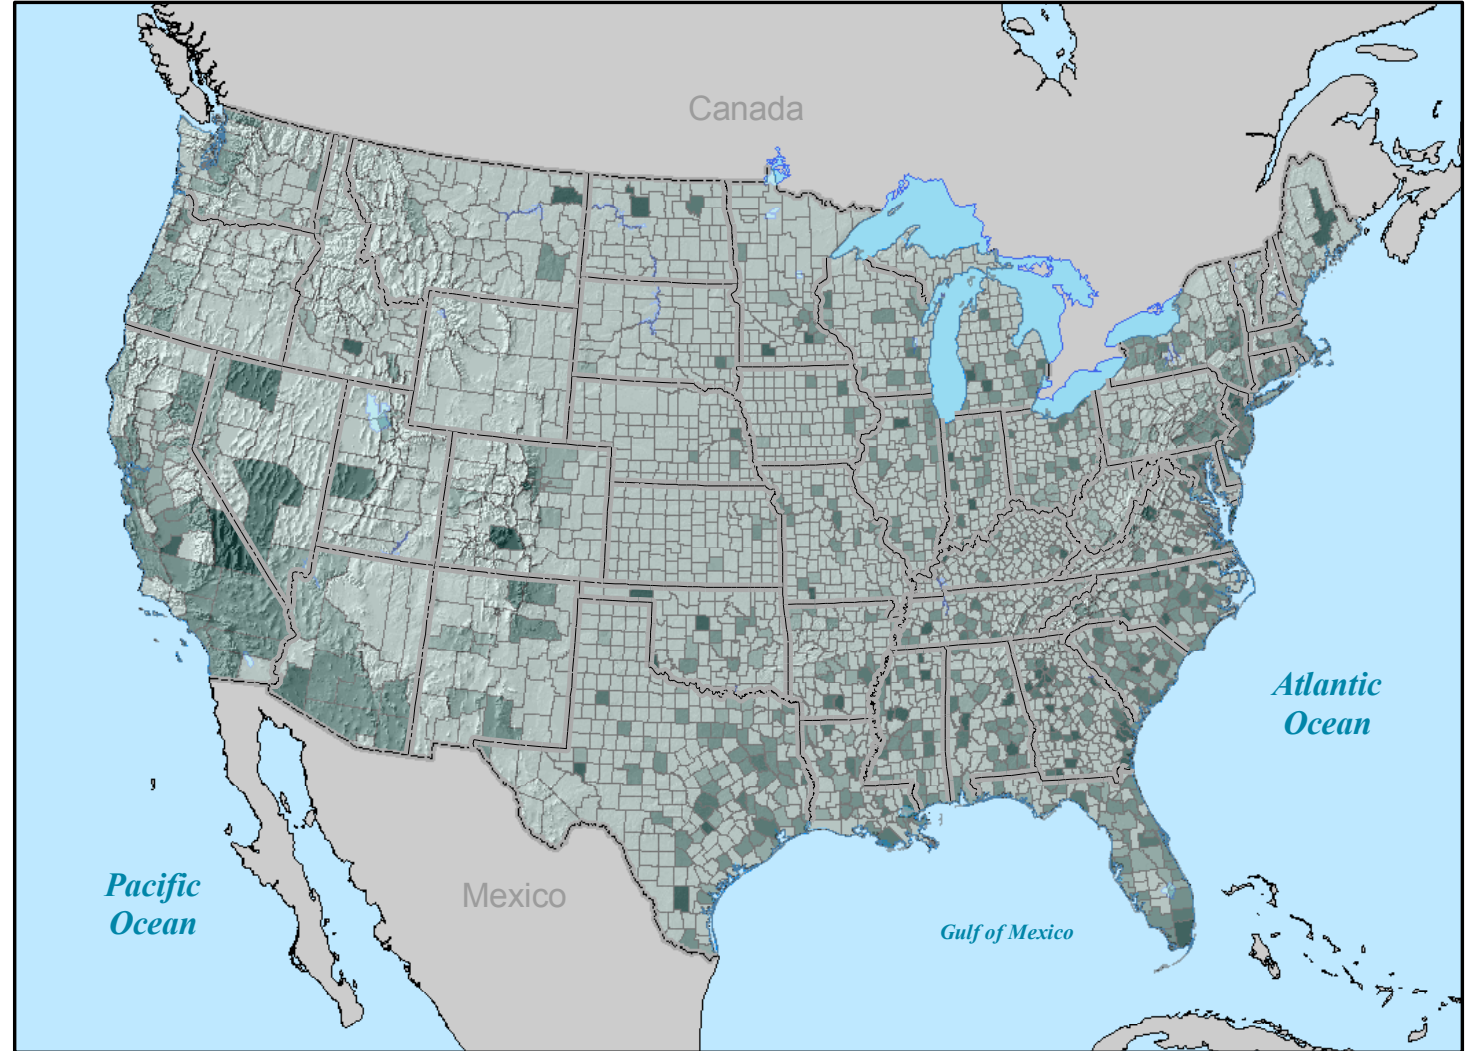 Canada
Atlantic
Ocean
Pacific
Ocean
Mexico
Gulf of Mexico